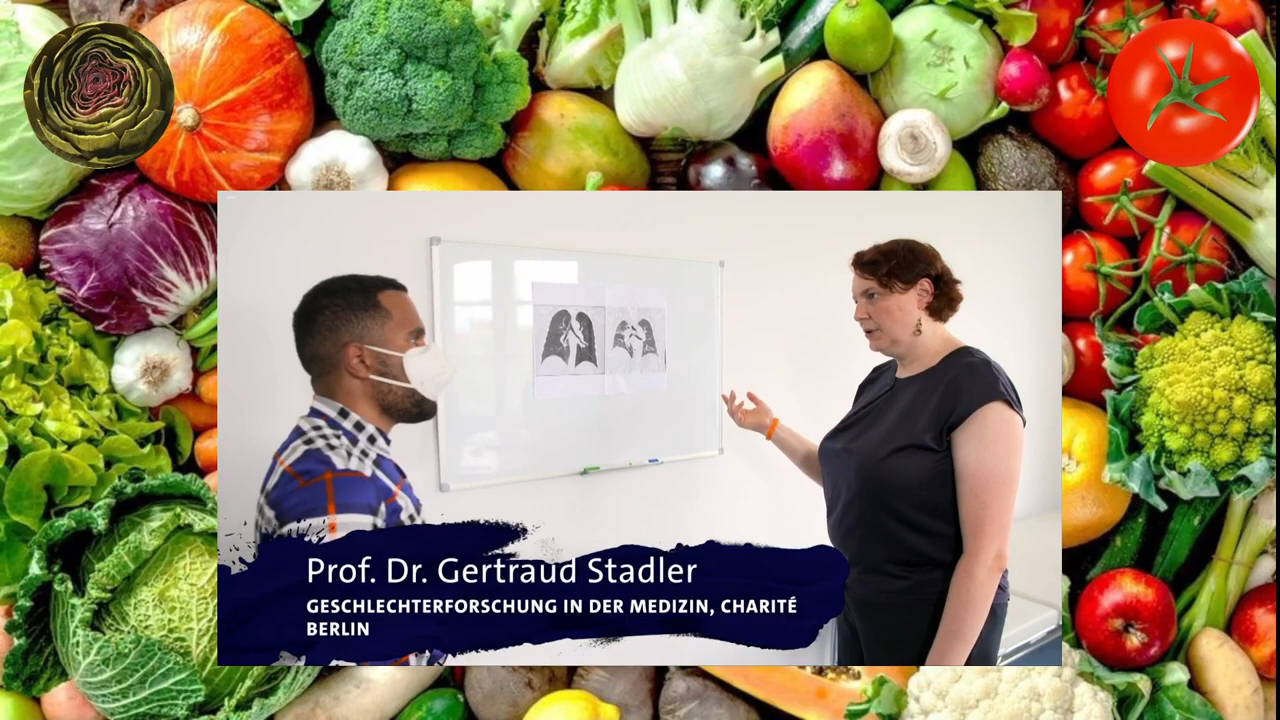 Prof. Dr. Gertraud Stadler
GESCHLECHTERFORSCHUNG IN DER MEDIZIN, CHARITÉ
BERLIN